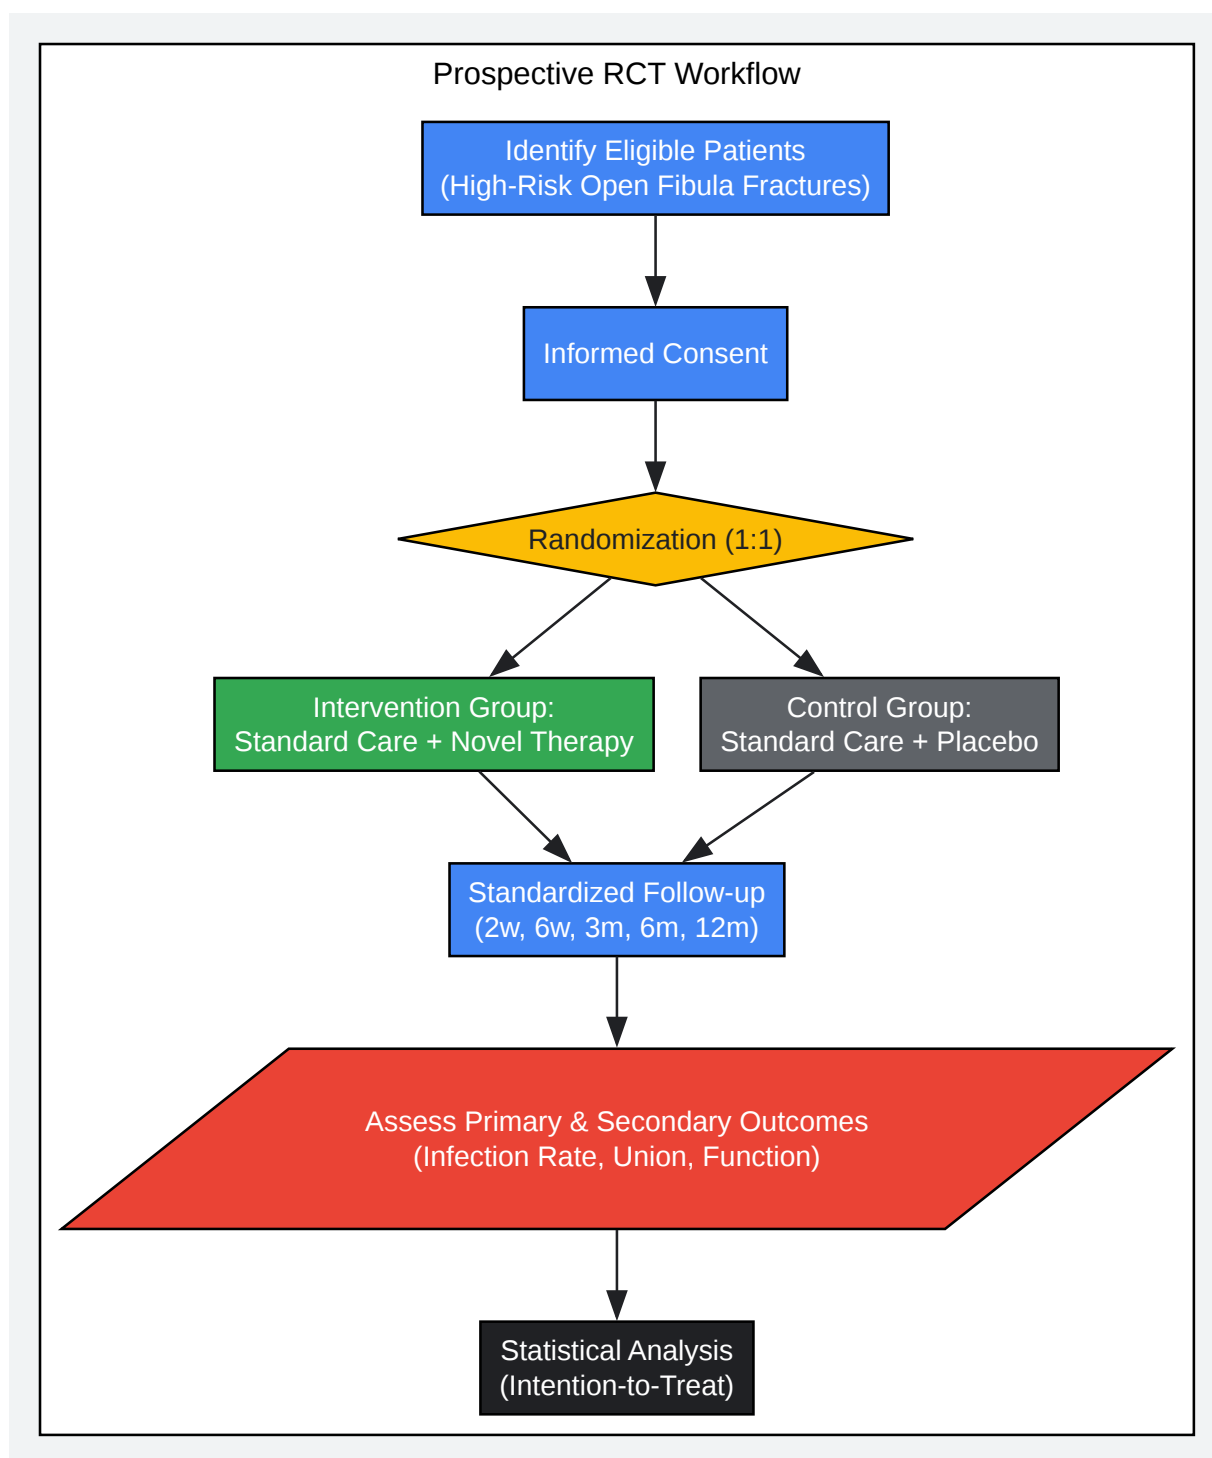 Prospective RCT Workflow
Identify Eligible Patients
(High-Risk Open Fibula Fractures)
Informed Consent
Randomization (1:1)
Intervention Group:
Standard Care + Novel Therapy
Control Group:
Standard Care + Placebo
Standardized Follow-up
(2w, 6w, 3m, 6m, 12m)
Assess Primary & Secondary Outcomes
(Infection Rate, Union, Function)
Statistical Analysis
(Intention-to-Treat)